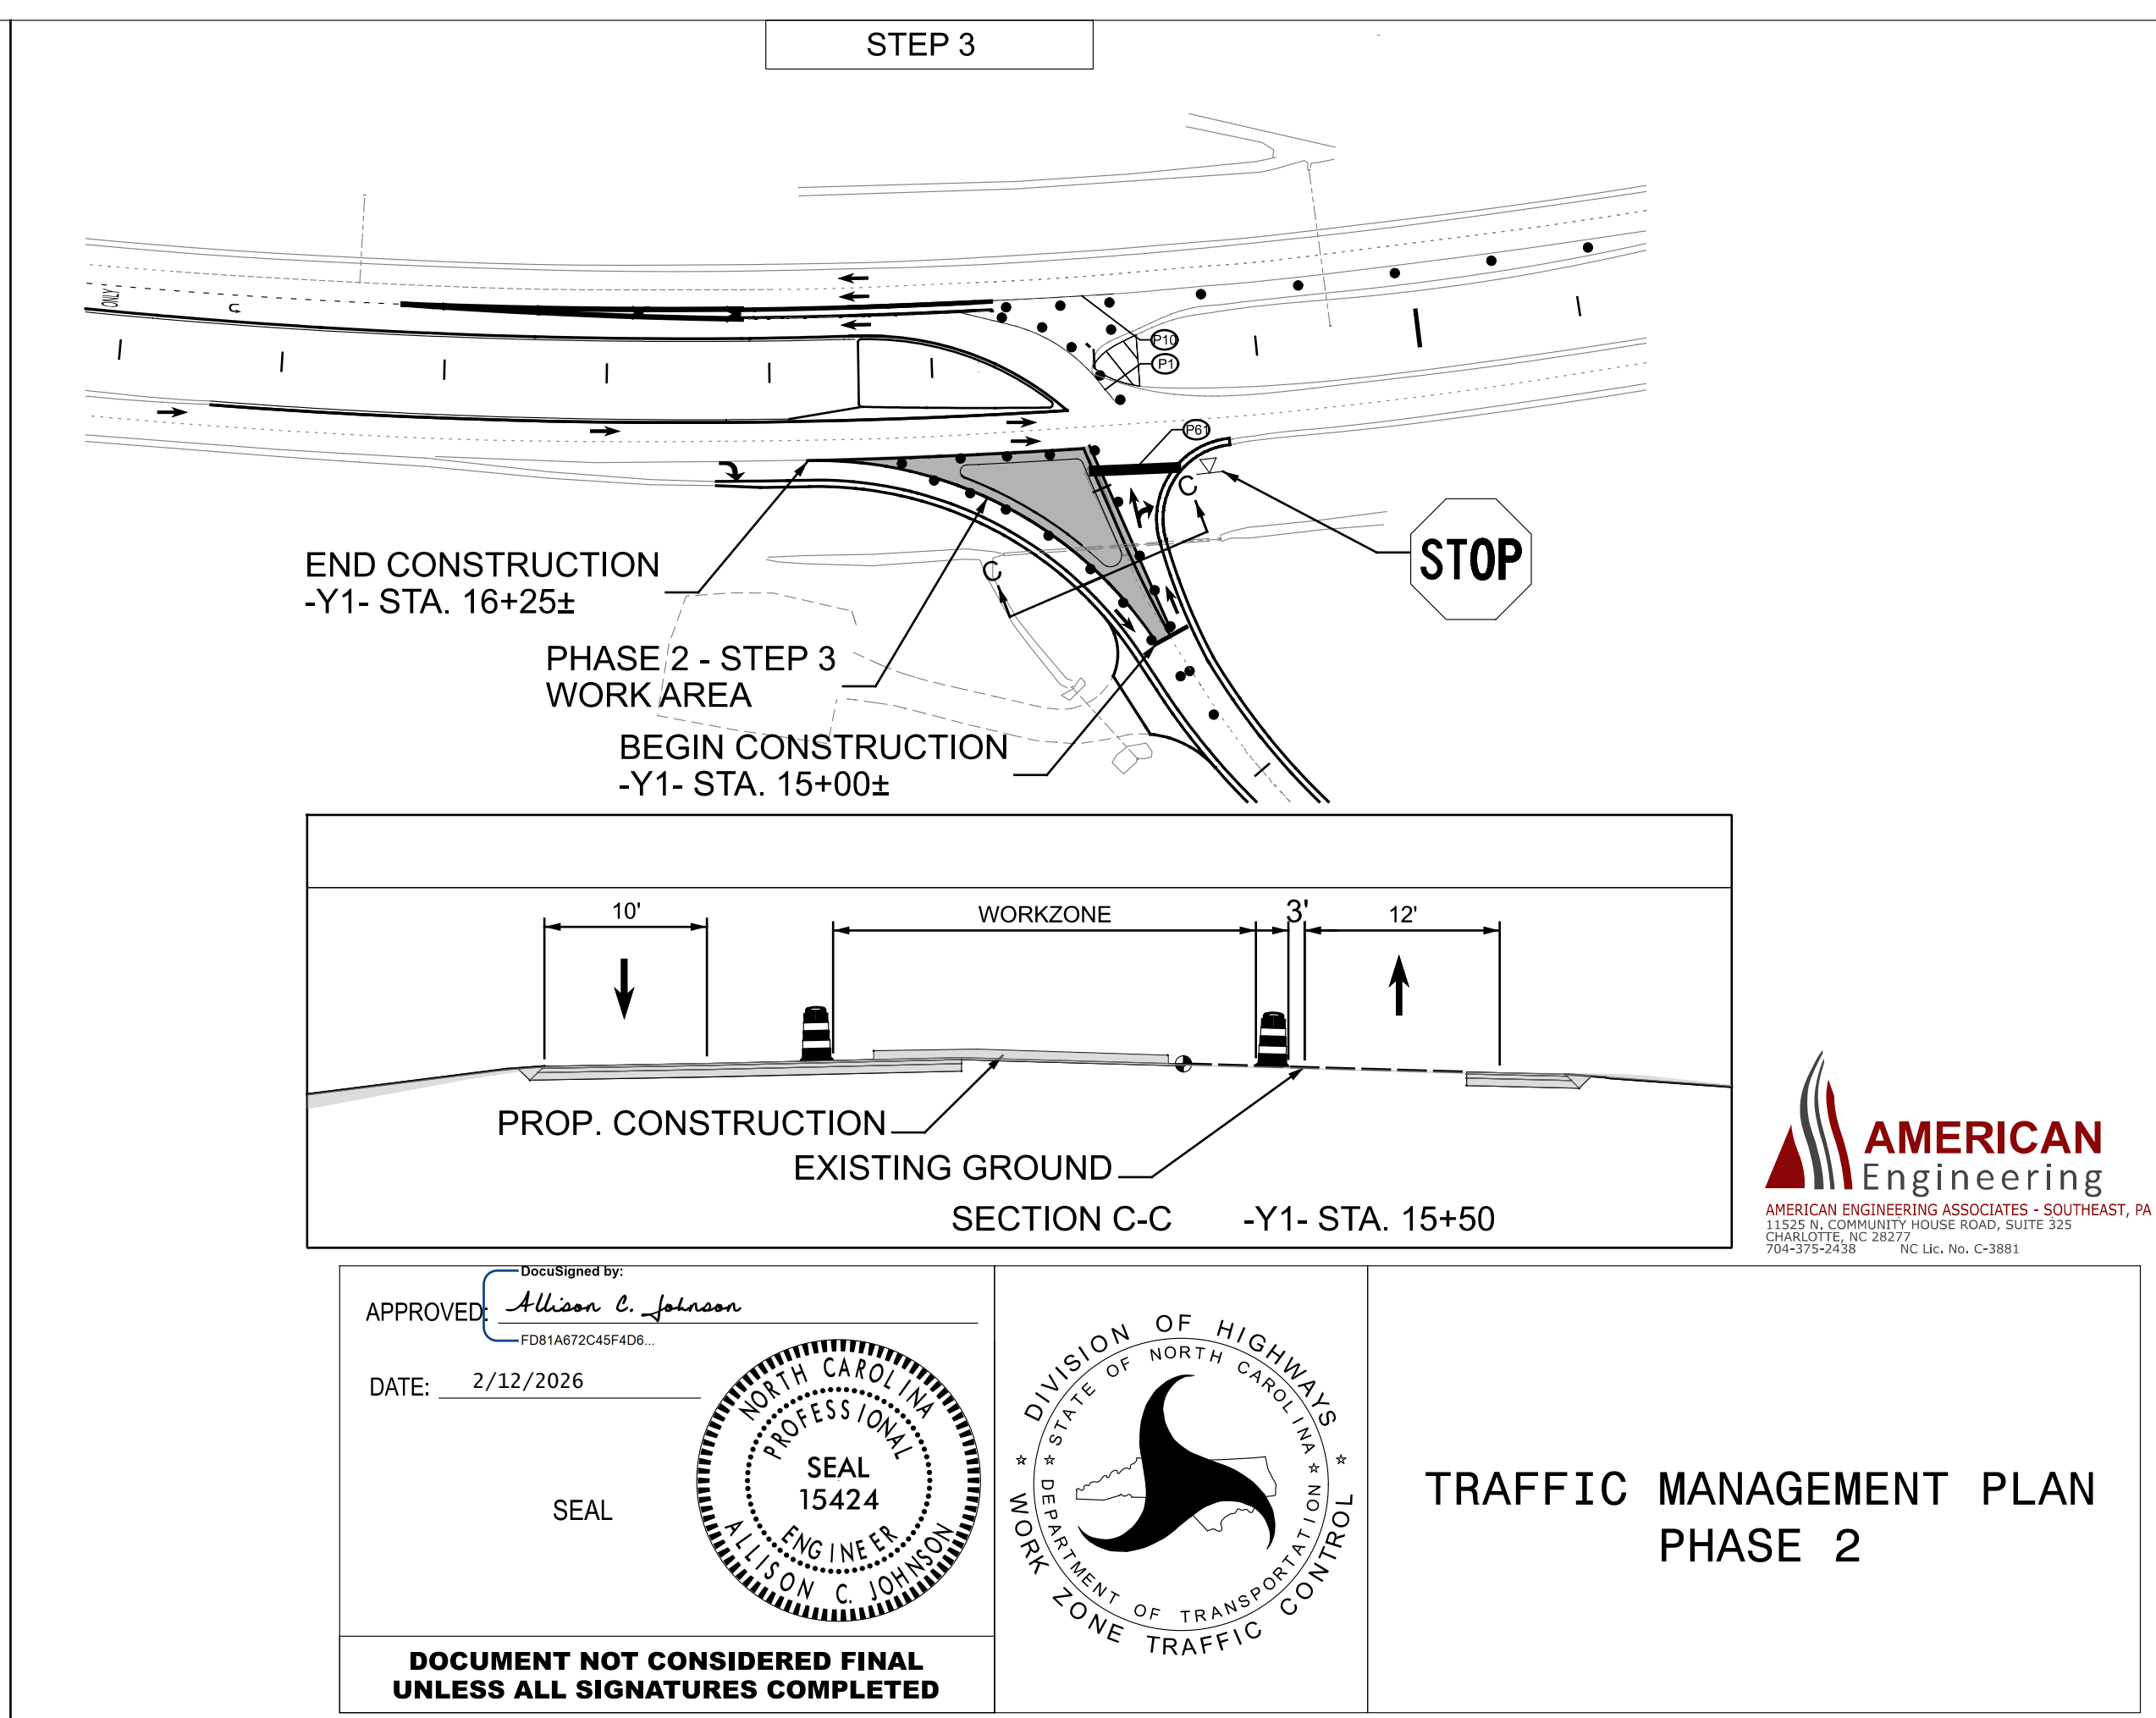 STEP 3
ONLY
P10
P1
P61
C
C
STOP
END CONSTRUCTION
-Y1- STA. 16+25±
PHASE 2 - STEP 3
WORK AREA
BEGIN CONSTRUCTION
-Y1- STA. 15+00±
10'
WORKZONE
3'
12'
PROP. CONSTRUCTION
EXISTING GROUND
SECTION C-C -Y1- STA. 15+50
AMERICAN
Engineering
AMERICAN ENGINEERING ASSOCIATES - SOUTHEAST, PA
11525 N. COMMUNITY HOUSE ROAD, SUITE 325
CHARLOTTE, NC 28277
704-375-2438 NC Lic. No. C-3881
DocuSigned by:
APPROVED: Allison C. Johnson
FD81A672C45F4D6...
DATE: 2/12/2026
SEAL
NORTH CAROLINA
PROFESSIONAL
SEAL
15424
ENGINEER
ALLISON C. JOHNSON
DOCUMENT NOT CONSIDERED FINAL
UNLESS ALL SIGNATURES COMPLETED
DIVISION OF HIGHWAYS
STATE OF NORTH CAROLINA
DEPARTMENT OF TRANSPORTATION
WORK ZONE TRAFFIC CONTROL
TRAFFIC MANAGEMENT PLAN
PHASE 2